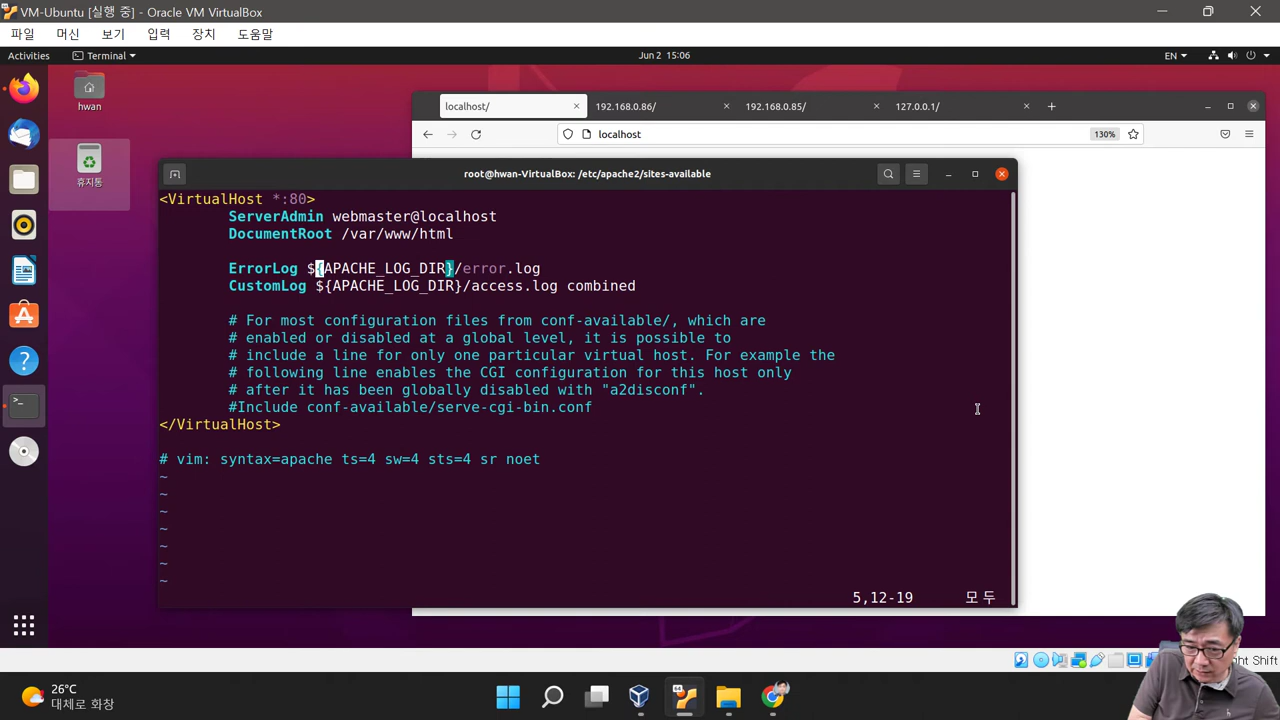 VM-Ubuntu [실행 중] - Oracle VM VirtualBox
파일 머신 보기 입력 장치 도움말
Activities Terminal Jun 2 15:06 EN
hwan
휴지통
localhost/ 192.168.0.86/ 192.168.0.85/ 127.0.0.1/
localhost 130%
root@hwan-VirtualBox: /etc/apache2/sites-available
<VirtualHost *:80>
ServerAdmin webmaster@localhost
DocumentRoot /var/www/html
ErrorLog ${APACHE_LOG_DIR}/error.log
CustomLog ${APACHE_LOG_DIR}/access.log combined
# For most configuration files from conf-available/, which are
# enabled or disabled at a global level, it is possible to
# include a line for only one particular virtual host. For example the
# following line enables the CGI configuration for this host only
# after it has been globally disabled with "a2disconf".
#Include conf-available/serve-cgi-bin.conf
</VirtualHost>
# vim: syntax=apache ts=4 sw=4 sts=4 sr noet
~
~
~
~
~
~
~
5,12-19 모두
Shift
26°C
대체로 화창